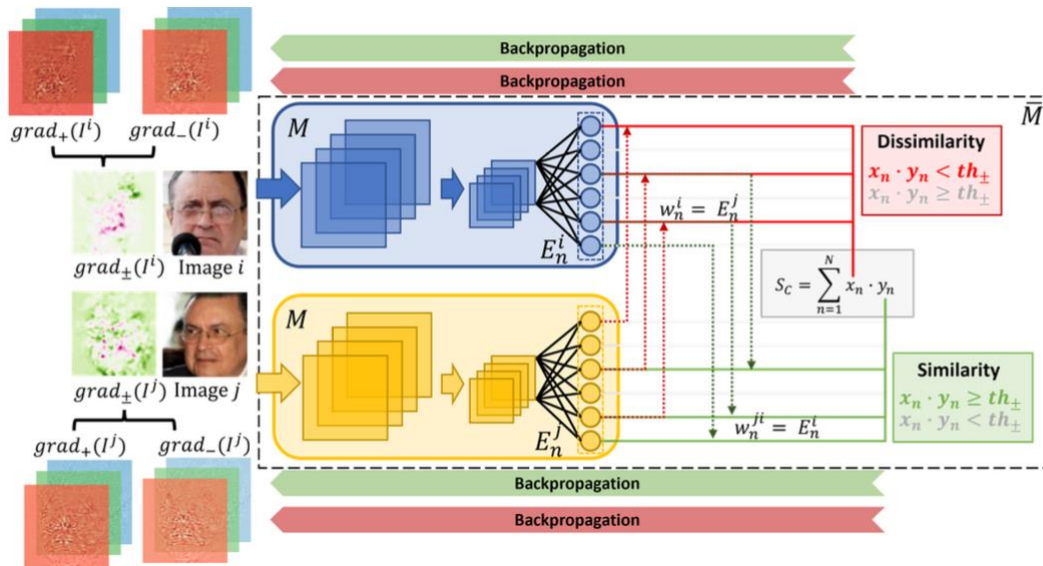 Backpropagation
Backpropagation
grad₊(Iⁱ) grad₋(Iⁱ)
M
M̄
Dissimilarity
xₙ · yₙ < th±
xₙ · yₙ ≥ th±
wₙⁱ = Eₙʲ
Eₙⁱ
grad±(Iⁱ) Image i
S_C = ∑ₙ₌₁ᴺ xₙ · yₙ
M
Similarity
xₙ · yₙ ≥ th±
xₙ · yₙ < th±
grad±(Iʲ) Image j
wₙʲⁱ = Eₙⁱ
Eₙʲ
grad₊(Iʲ) grad₋(Iʲ)
Backpropagation
Backpropagation